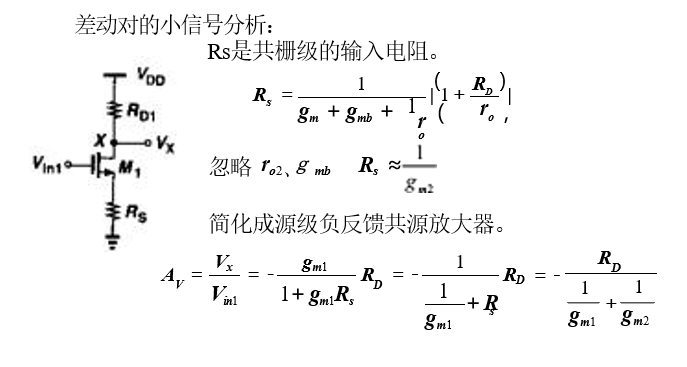 差动对的小信号分析：
Rs是共栅级的输入电阻。
R_s = 1 / (g_m + g_mb + 1/r_o) (1 + R_D / r_o)
忽略 r_o2、g_mb R_s ≈ 1 / g_m2
简化成源级负反馈共源放大器。
A_V = V_x / V_in1 = - g_m1 / (1 + g_m1 R_s) R_D = - 1 / (1/g_m1 + R_s) R_D = - R_D / (1/g_m1 + 1/g_m2)
V_DD
R_D1
X
V_X
V_in1
M_1
R_S